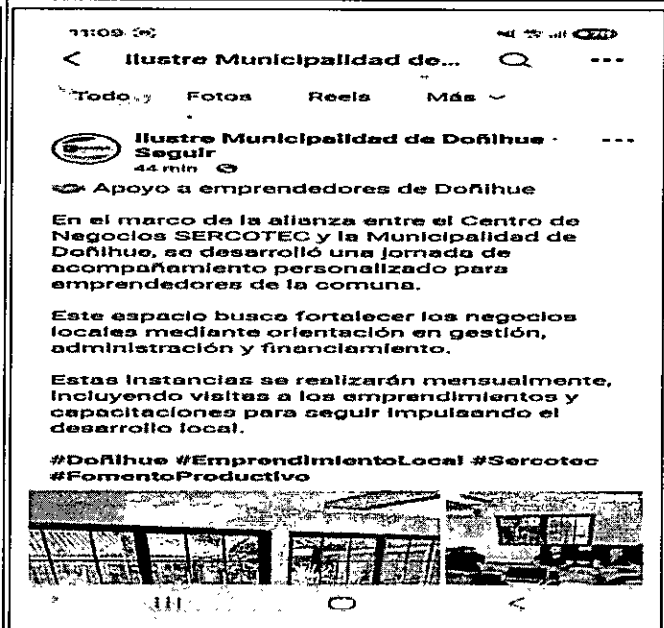 11:09
< Ilustre Municipalidad de...
Todo Fotos Reels Más
Ilustre Municipalidad de Doñihue ·
Seguir
44 min
Apoyo a emprendedores de Doñihue
En el marco de la alianza entre el Centro de
Negocios SERCOTEC y la Municipalidad de
Doñihue, se desarrolló una jornada de
acompañamiento personalizado para
emprendedores de la comuna.
Este espacio busca fortalecer los negocios
locales mediante orientación en gestión,
administración y financiamiento.
Estas instancias se realizarán mensualmente,
incluyendo visitas a los emprendimientos y
capacitaciones para seguir impulsando el
desarrollo local.
#Doñihue #EmprendimientoLocal #Sercotec
#FomentoProductivo